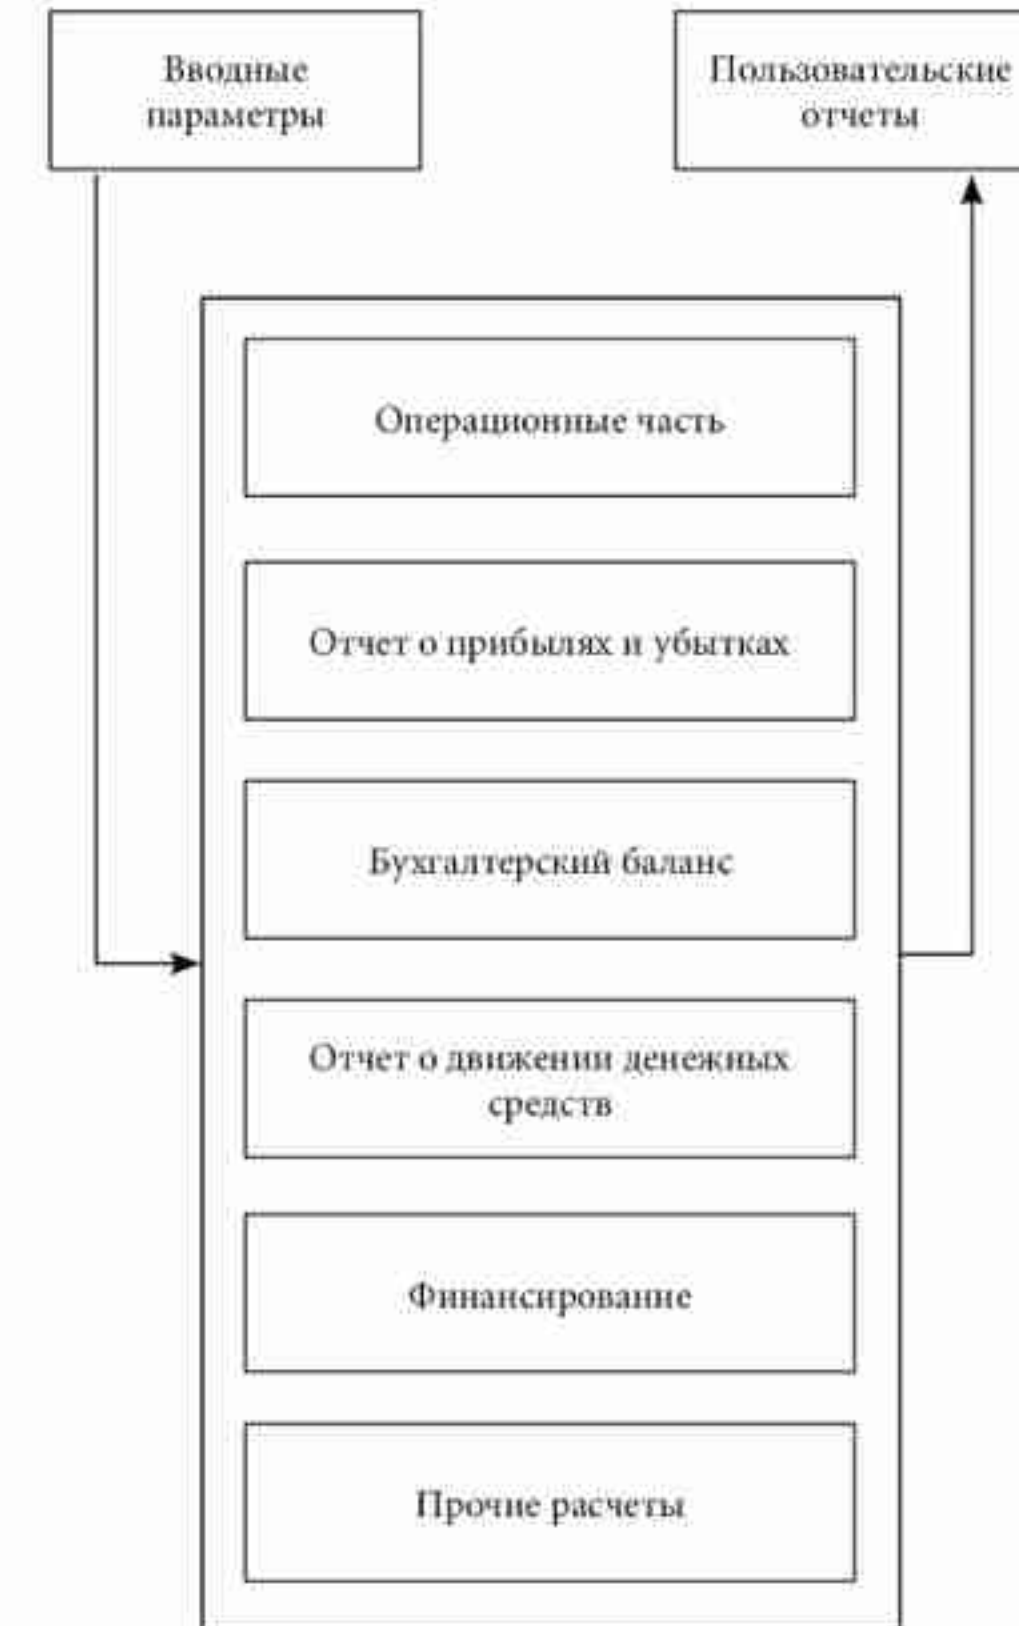 Вводные
параметры
Пользовательские
отчеты
Операционные часть
Отчет о прибылях и убытках
Бухгалтерский баланс
Отчет о движении денежных
средств
Финансирование
Прочие расчеты